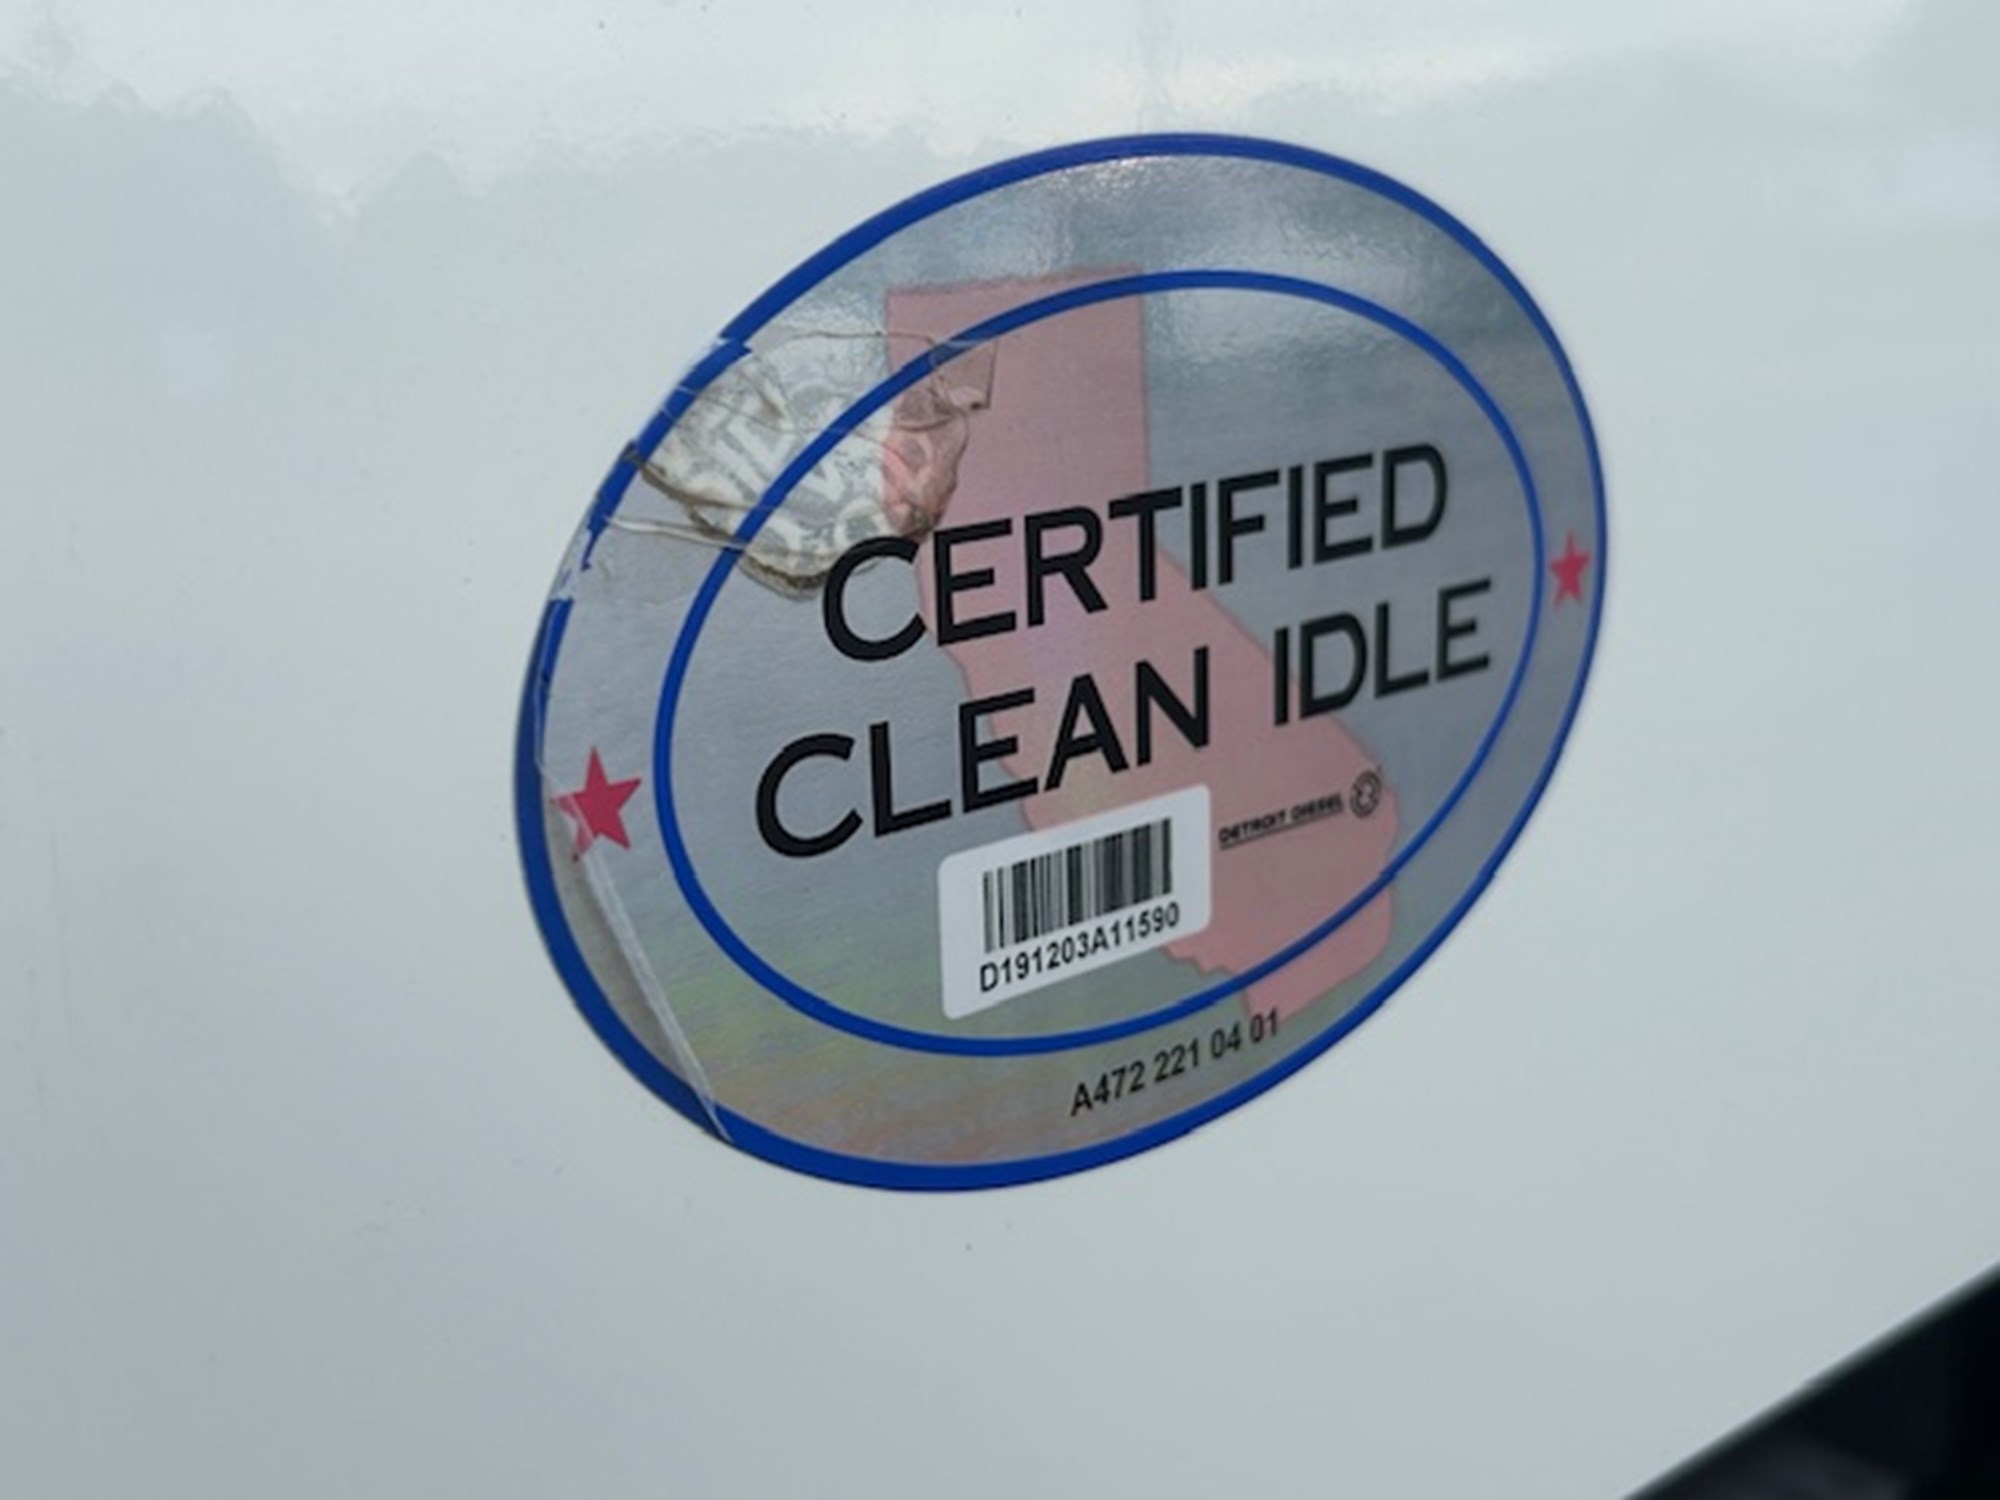 CERTIFIED
CLEAN IDLE
DETROIT DIESEL
D191203A11590
A472 221 04 01